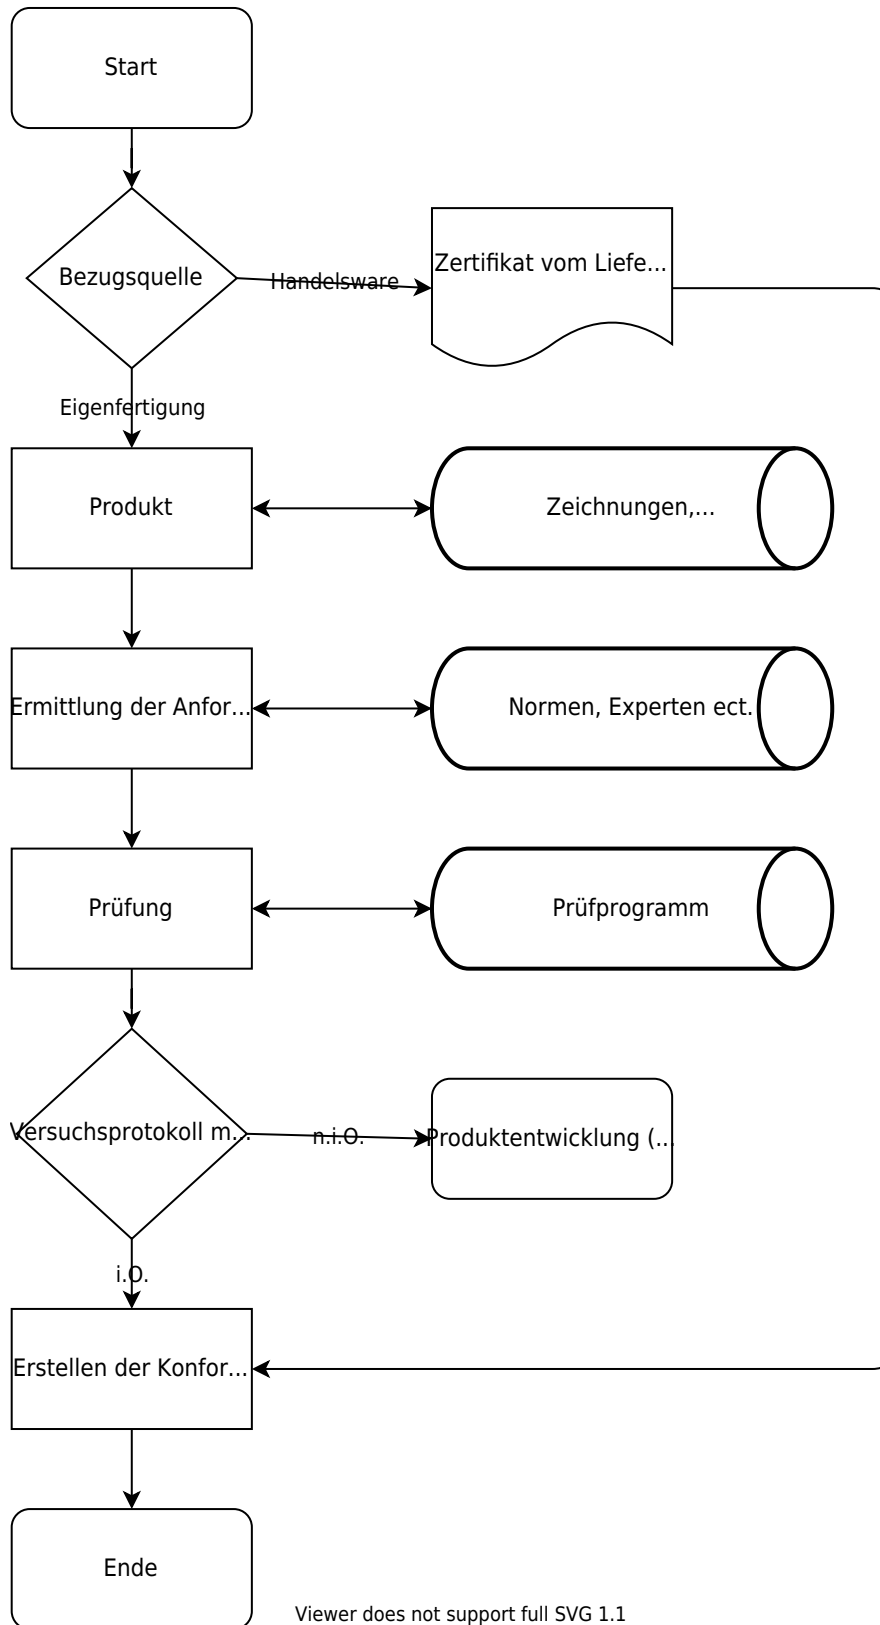 Start
Bezugsquelle
Handelsware
Zertifikat vom Liefe...
Eigenfertigung
Produkt
Zeichnungen,...
Ermittlung der Anfor...
Normen, Experten ect.
Prüfung
Prüfprogramm
Versuchsprotokoll m...
n.i.O.
Produktentwicklung (...
i.O.
Erstellen der Konfor...
Ende
Viewer does not support full SVG 1.1